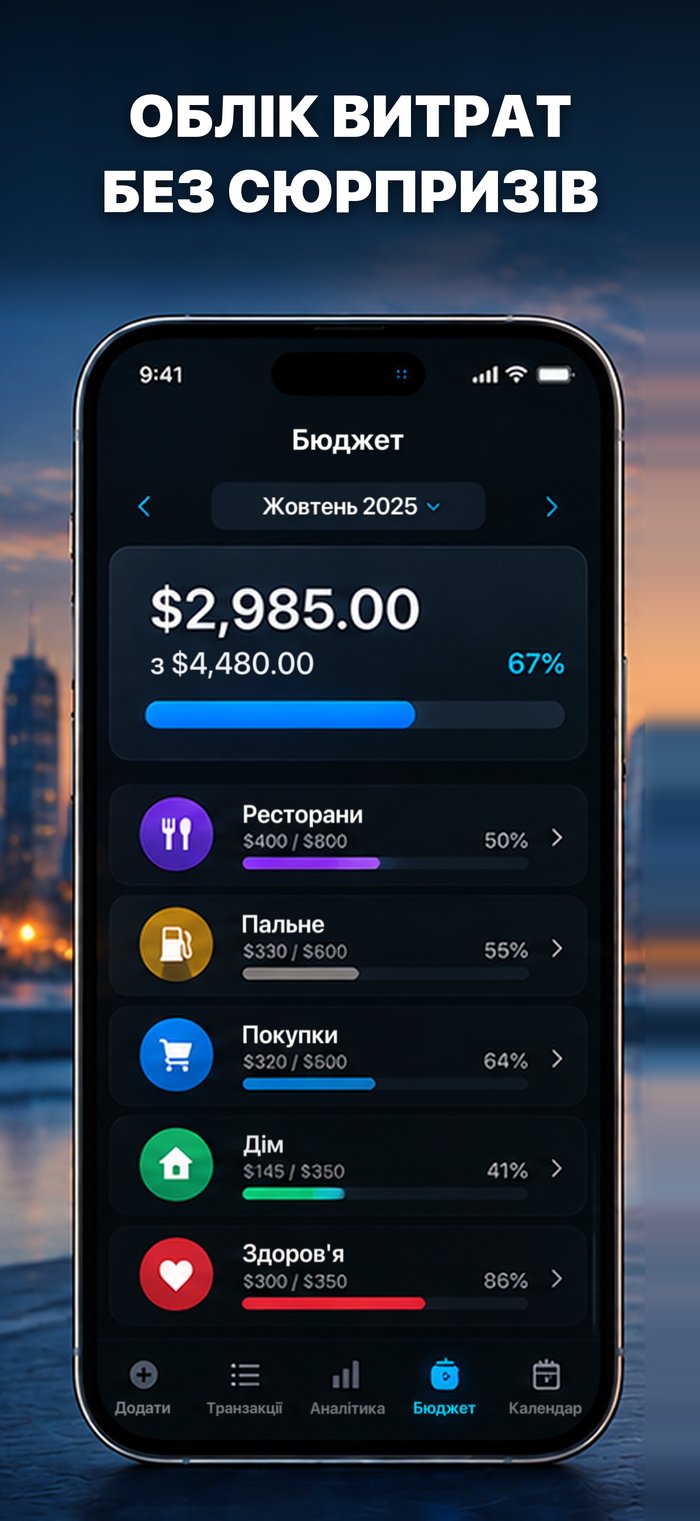 ОБЛІК ВИТРАТ
БЕЗ СЮРПРИЗІВ
9:41
Бюджет
Жовтень 2025
$2,985.00
з $4,480.00
67%
Ресторани
$400 / $800
50%
Пальне
$330 / $600
55%
Покупки
$320 / $600
64%
Дім
$145 / $350
41%
Здоров'я
$300 / $350
86%
Додати
Транзакції
Аналітика
Бюджет
Календар